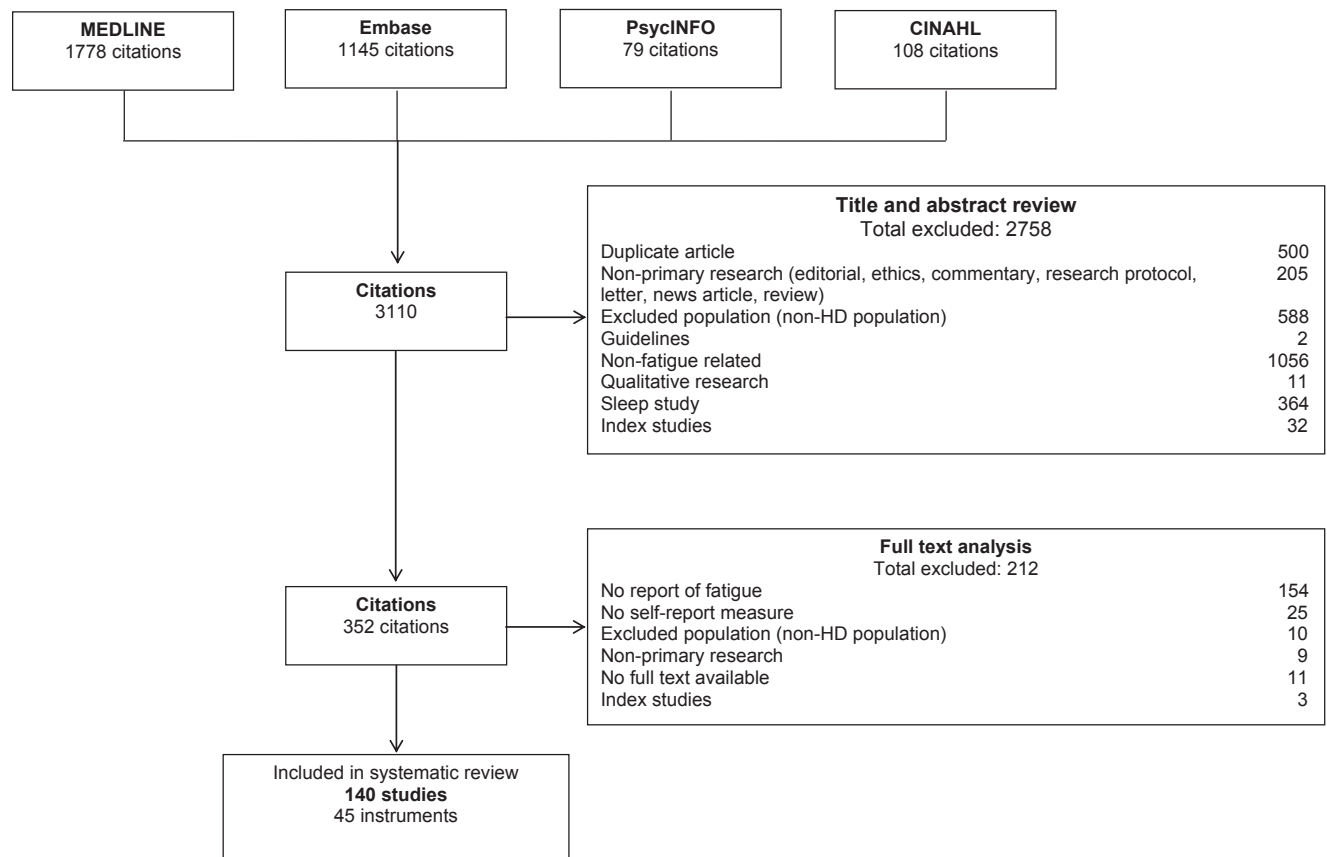 MEDLINE
1778 citations
Embase
1145 citations
PsycINFO
79 citations
CINAHL
108 citations
Title and abstract review
Total excluded: 2758
Duplicate article 500
Non-primary research (editorial, ethics, commentary, research protocol, 205
letter, news article, review)
Excluded population (non-HD population) 588
Guidelines 2
Non-fatigue related 1056
Qualitative research 11
Sleep study 364
Index studies 32
Citations
3110
Full text analysis
Total excluded: 212
No report of fatigue 154
No self-report measure 25
Excluded population (non-HD population) 10
Non-primary research 9
No full text available 11
Index studies 3
Citations
352 citations
Included in systematic review
140 studies
45 instruments